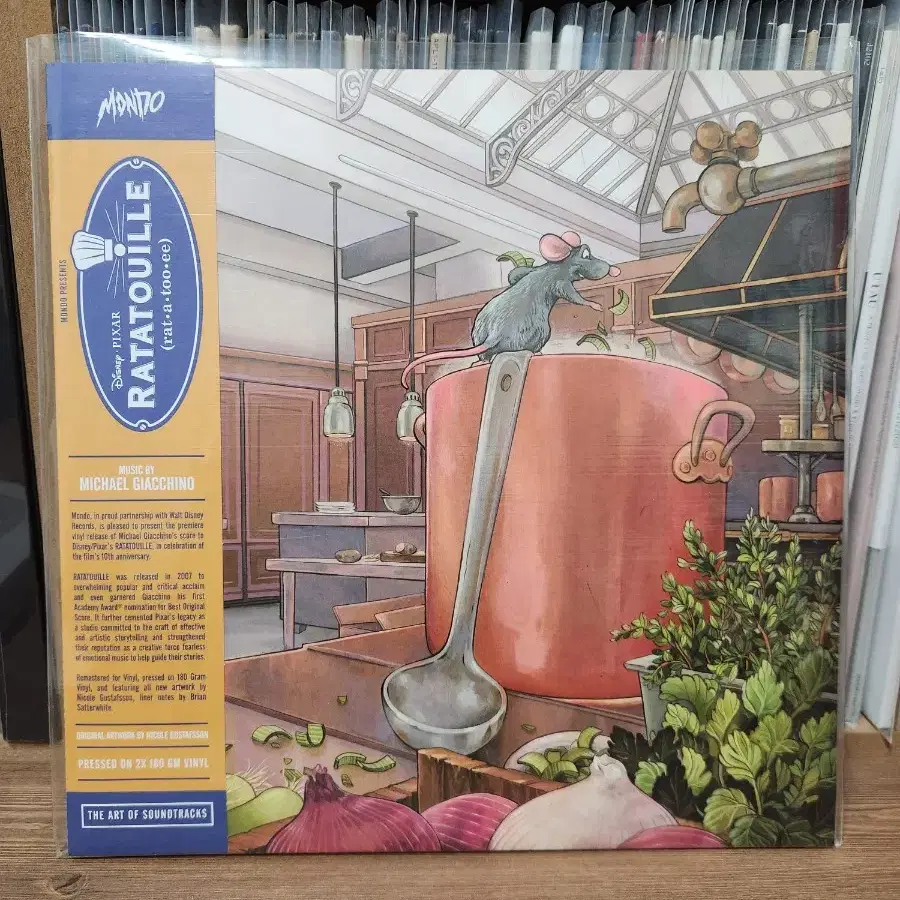 MONDO
MONDO PRESENTS
Disney · PIXAR
RATATOUILLE
(rat•a•too•ee)
MUSIC BY
MICHAEL GIACCHINO
Mondo, in proud partnership with Walt Disney
Records, is pleased to present the premiere
vinyl release of Michael Giacchino's score to
Disney/Pixar's RATATOUILLE, in celebration of
the film's 10th anniversary.
RATATOUILLE was released in 2007 to
overwhelming popular and critical acclaim
and even garnered Giacchino his first
Academy Award® nomination for Best Original
Score. It further cemented Pixar's legacy as
a studio committed to the craft of effective
and artistic storytelling and strengthened
their reputation as a creative force fearless
of emotional music to help guide their stories.
Remastered for Vinyl, pressed on 180 Gram
Vinyl, and featuring all new artwork by
Nicole Gustafsson, liner notes by Brian
Satterwhite
ORIGINAL ARTWORK BY NICOLE GUSTAFSSON
PRESSED ON 2X 180 GM VINYL
THE ART OF SOUNDTRACKS